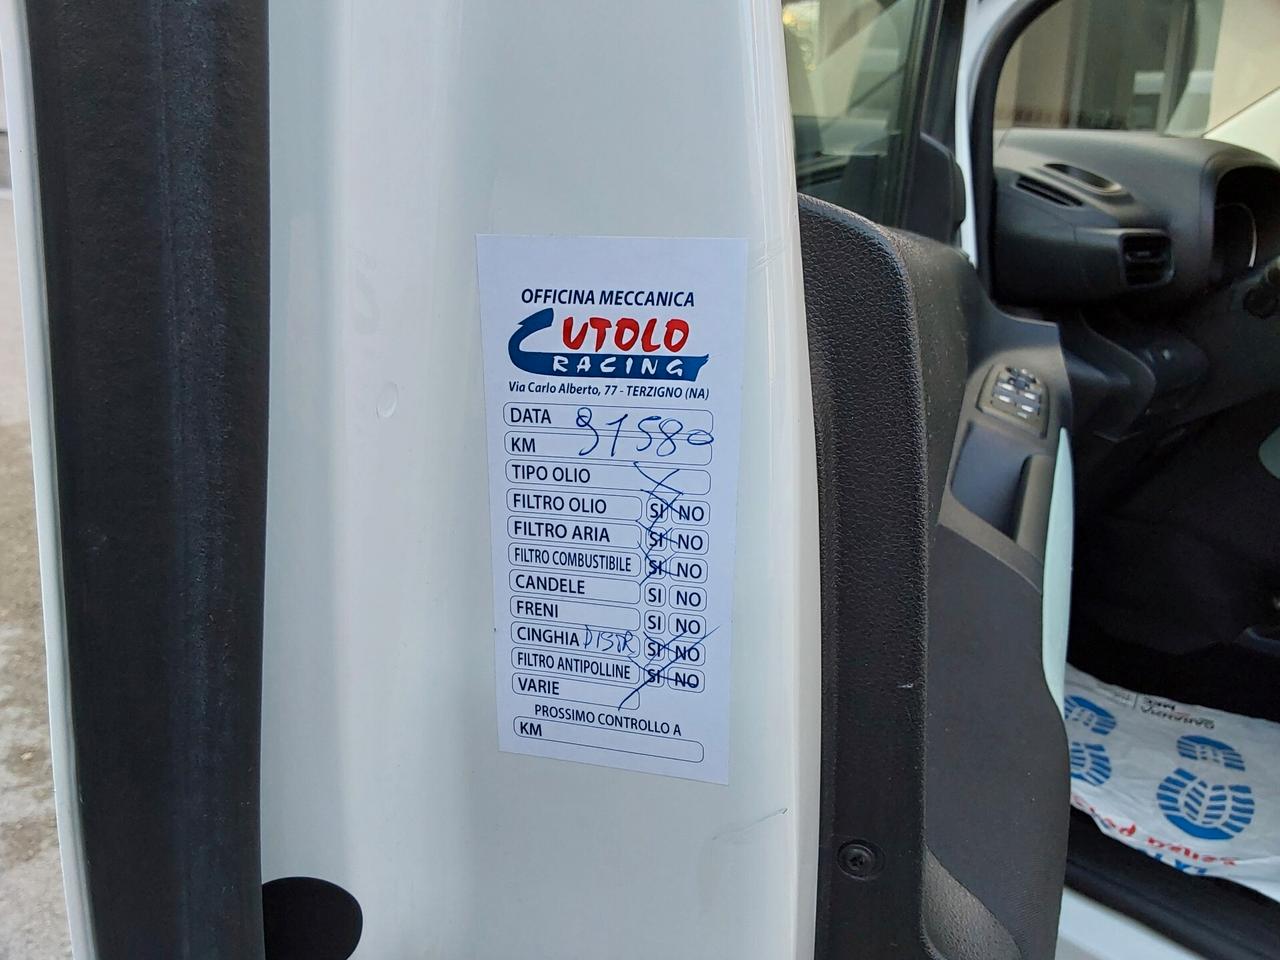 OFFICINA MECCANICA
CUTOLO
RACING
Via Carlo Alberto, 77 - TERZIGNO (NA)
DATA
91580
KM
TIPO OLIO
FILTRO OLIO SI NO
FILTRO ARIA SI NO
FILTRO COMBUSTIBILE SI NO
CANDELE SI NO
FRENI SI NO
CINGHIA DISTR SI NO
FILTRO ANTIPOLLINE SI NO
VARIE
PROSSIMO CONTROLLO A
KM
senza